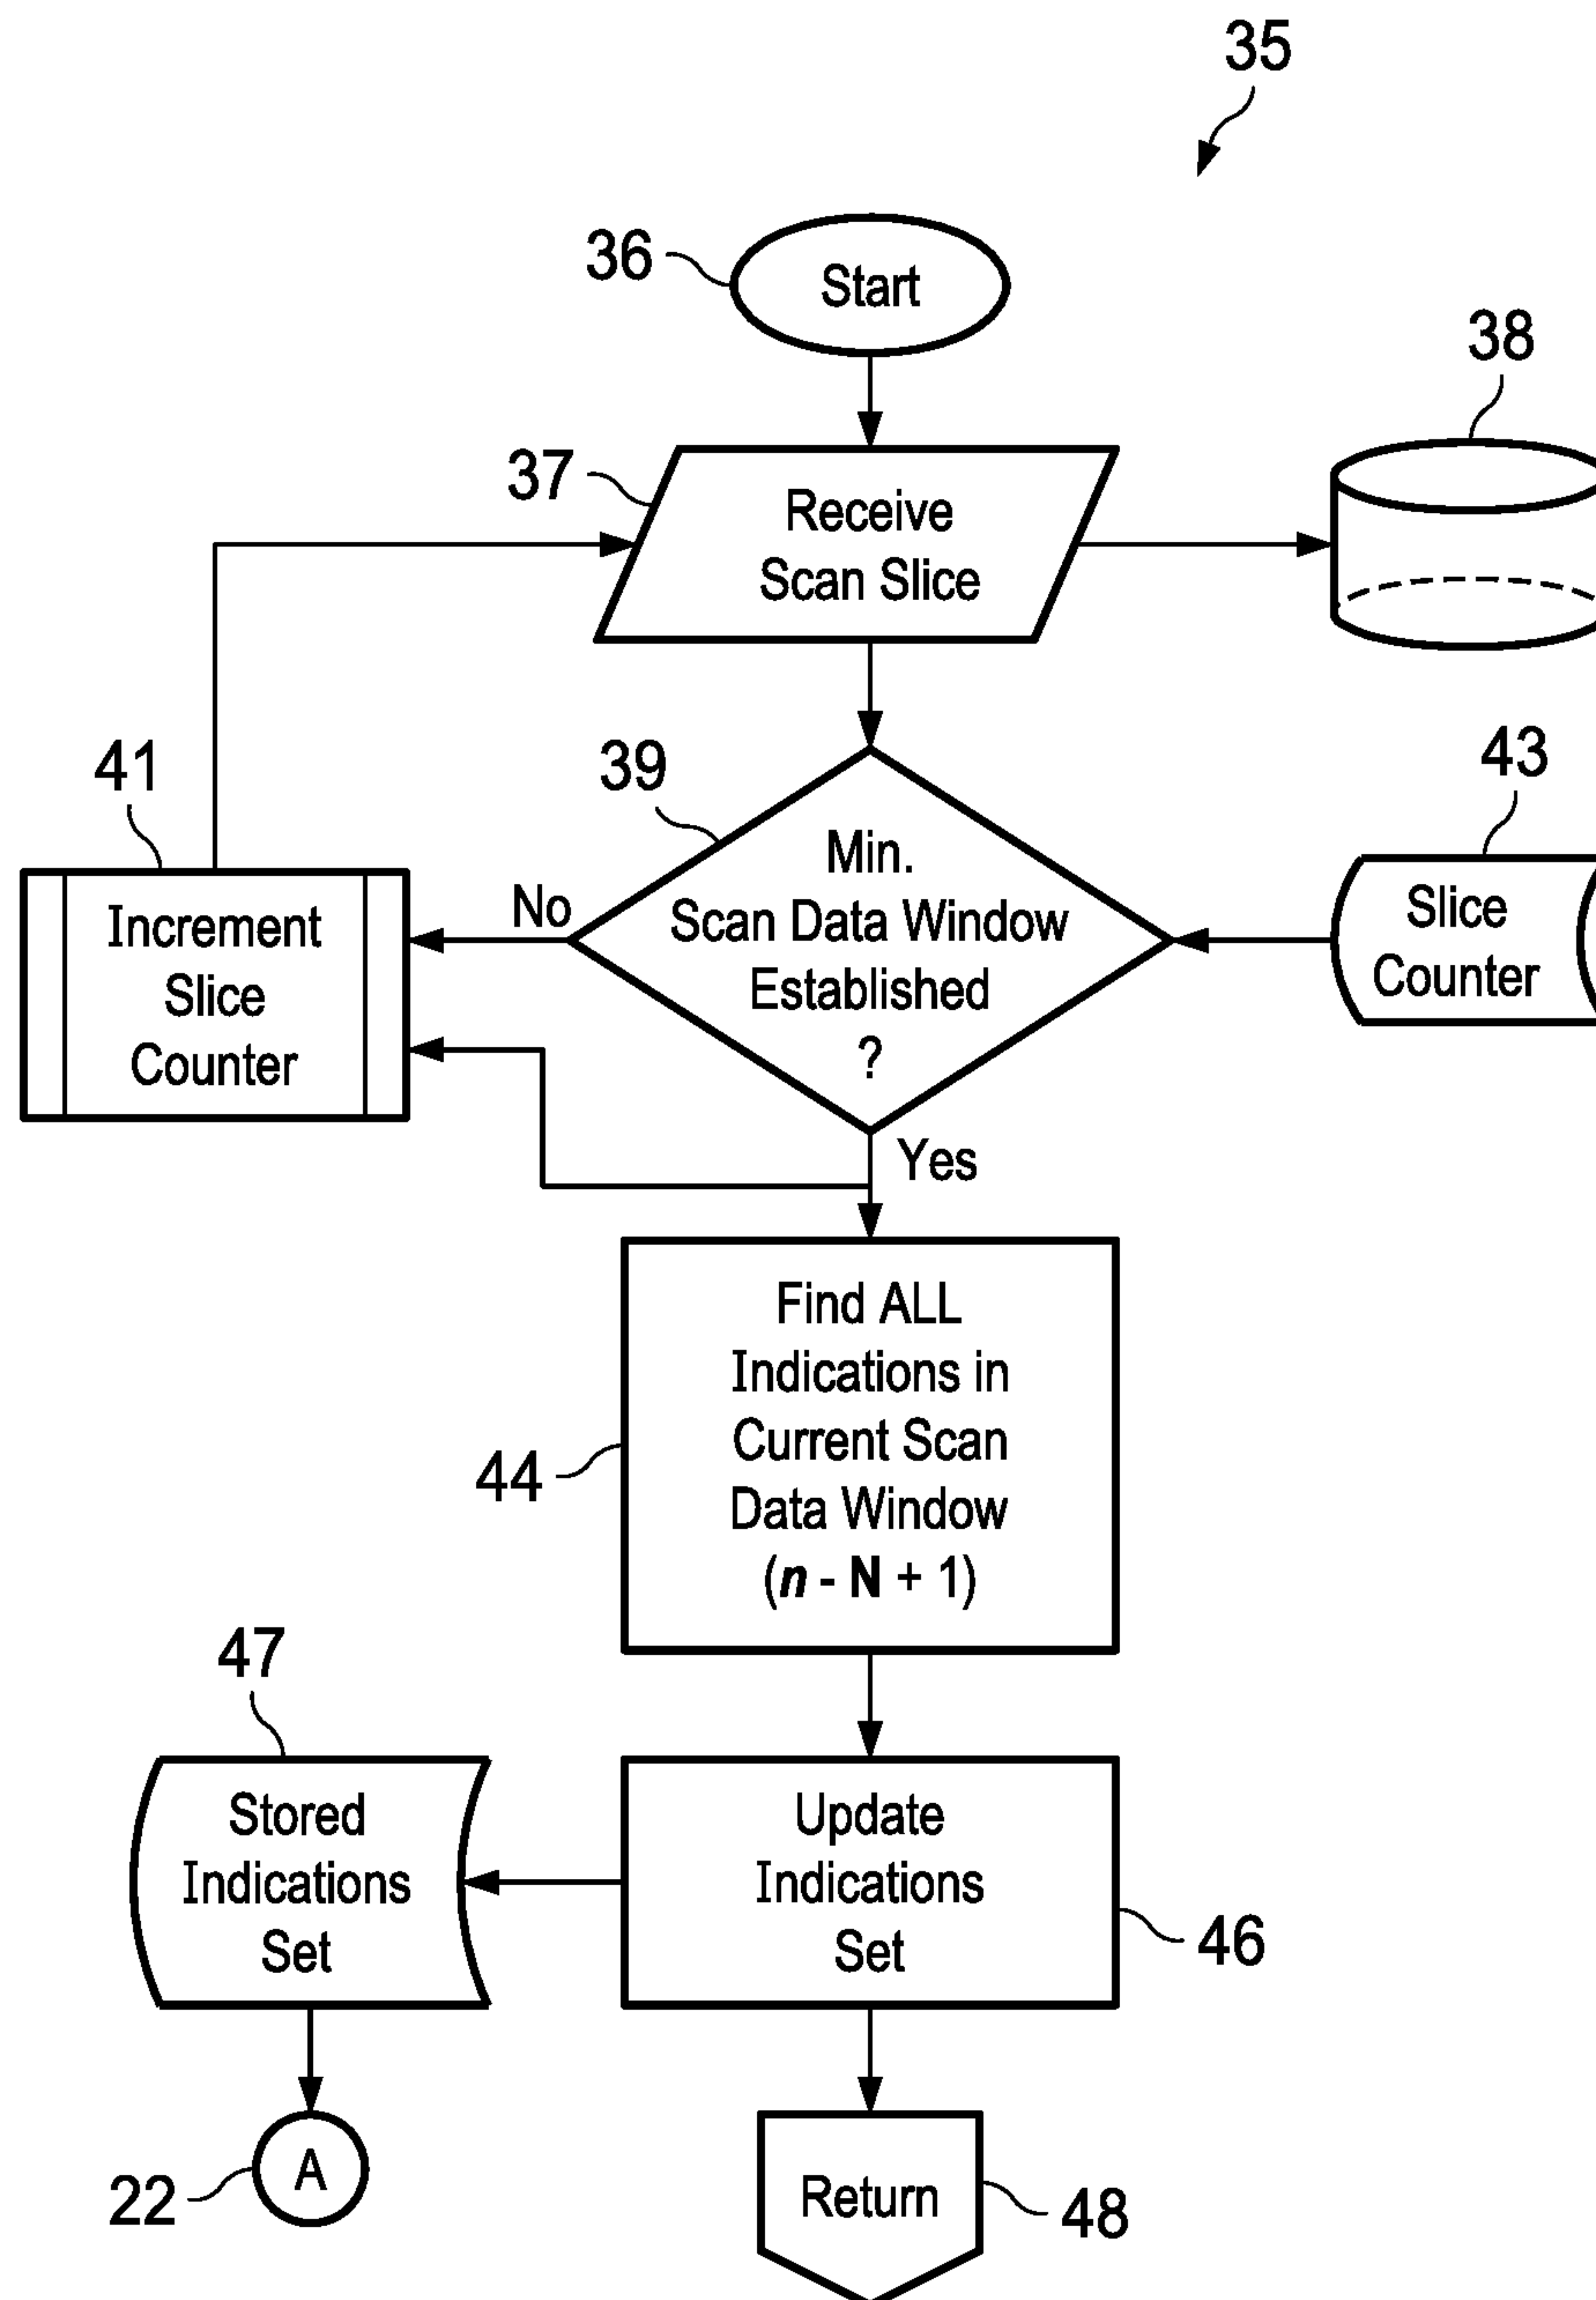 35
36
Start
38
37
Receive
Scan Slice
41
39
43
Min.
Scan Data Window
Established
?
No
Increment
Slice
Counter
Slice
Counter
Yes
Find ALL
Indications in
Current Scan
Data Window
(n - N + 1)
44
47
Stored
Indications
Set
Update
Indications
Set
46
A
22
Return
48